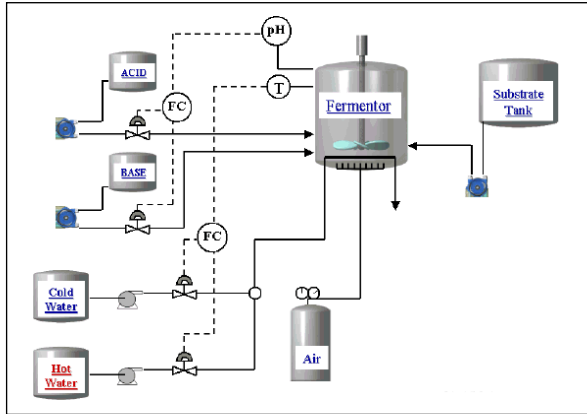 pH
ACID
T
Substrate
Tank
FC
Fermentor
BASE
FC
Cold
Water
Hot
Water
Air